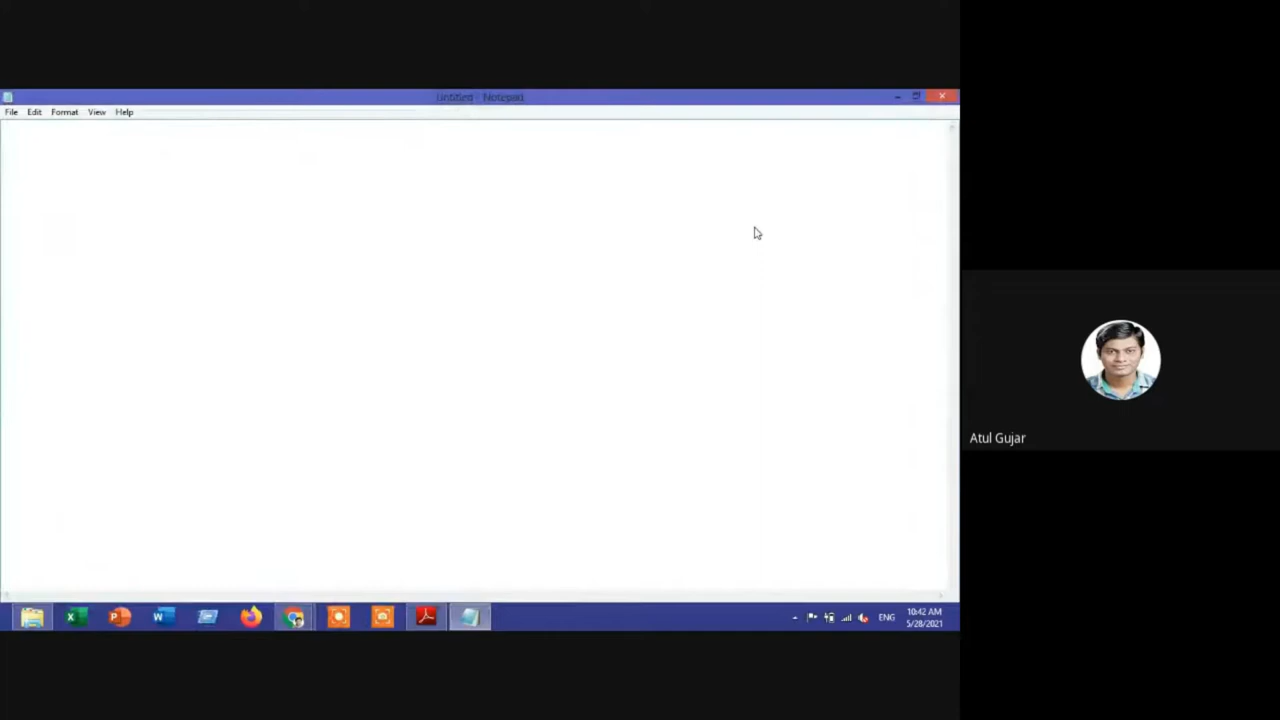 Untitled - Notepad
File Edit Format View Help
Atul Gujar
ENG
10:42 AM
5/28/2021